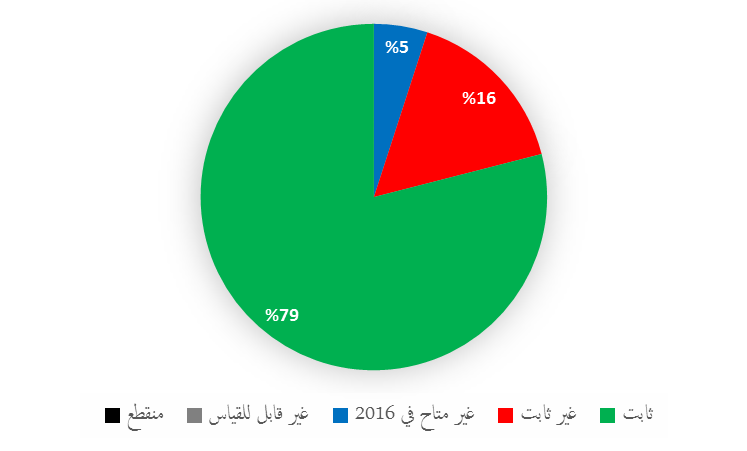 %5
%16
%79
ثابت
غير ثابت
غير متاح في 2016
غير قابل للقياس
منقطع